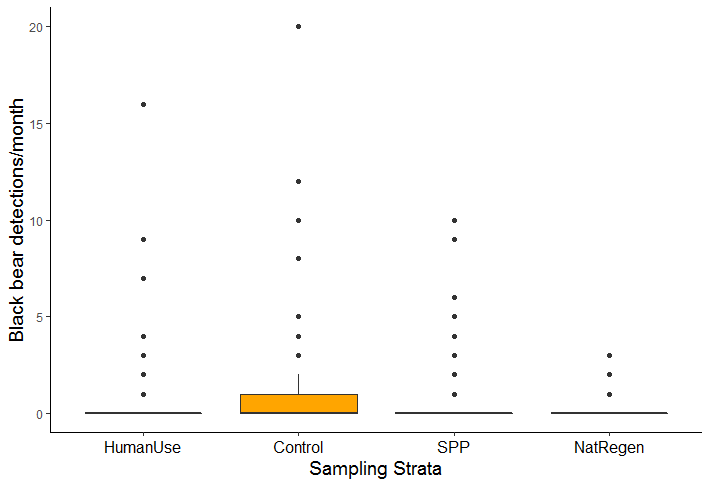 Black bear detections/month
20
15
10
5
0
HumanUse Control SPP NatRegen
Sampling Strata